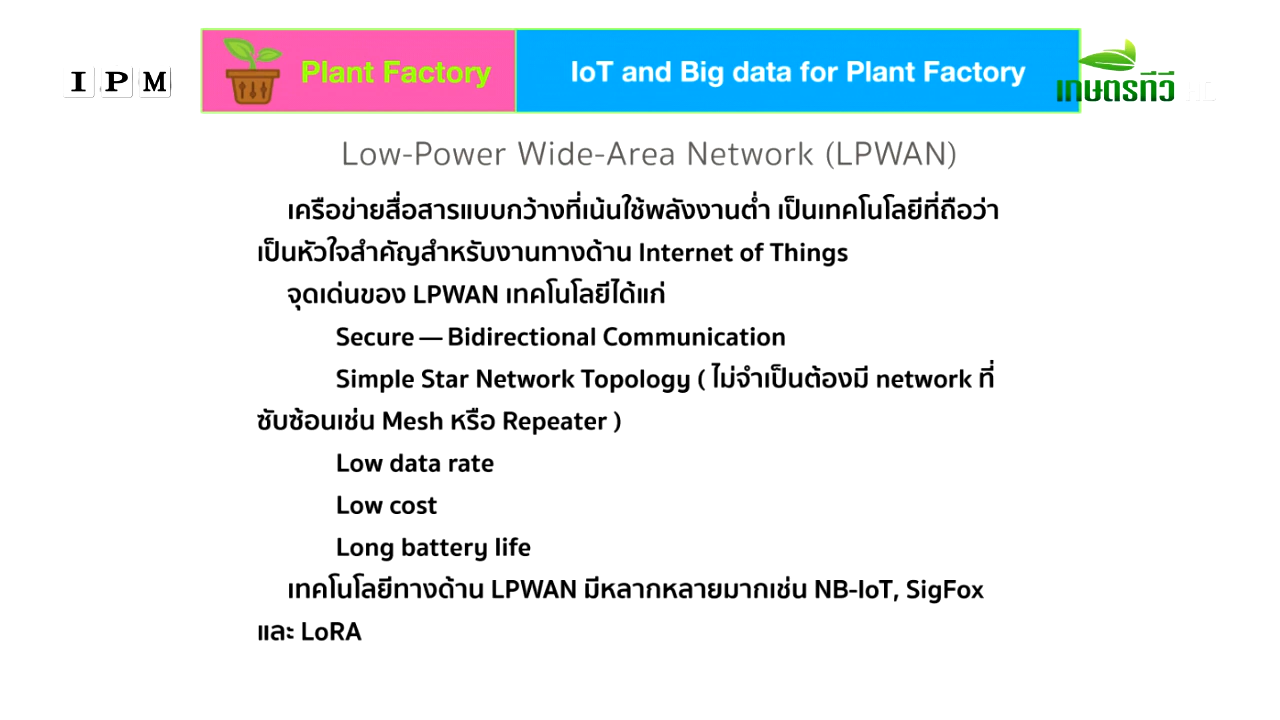 IPM
Plant Factory
IoT and Big data for Plant Factory
เกษตรทีวี
Low-Power Wide-Area Network (LPWAN)
เครือข่ายสื่อสารแบบกว้างที่เน้นใช้พลังงานต่ำ เป็นเทคโนโลยีที่ถือว่า
เป็นหัวใจสำคัญสำหรับงานทางด้าน Internet of Things
จุดเด่นของ LPWAN เทคโนโลยีได้แก่
Secure — Bidirectional Communication
Simple Star Network Topology ( ไม่จำเป็นต้องมี network ที่
ซับซ้อนเช่น Mesh หรือ Repeater )
Low data rate
Low cost
Long battery life
เทคโนโลยีทางด้าน LPWAN มีหลากหลายมากเช่น NB-IoT, SigFox
และ LoRA